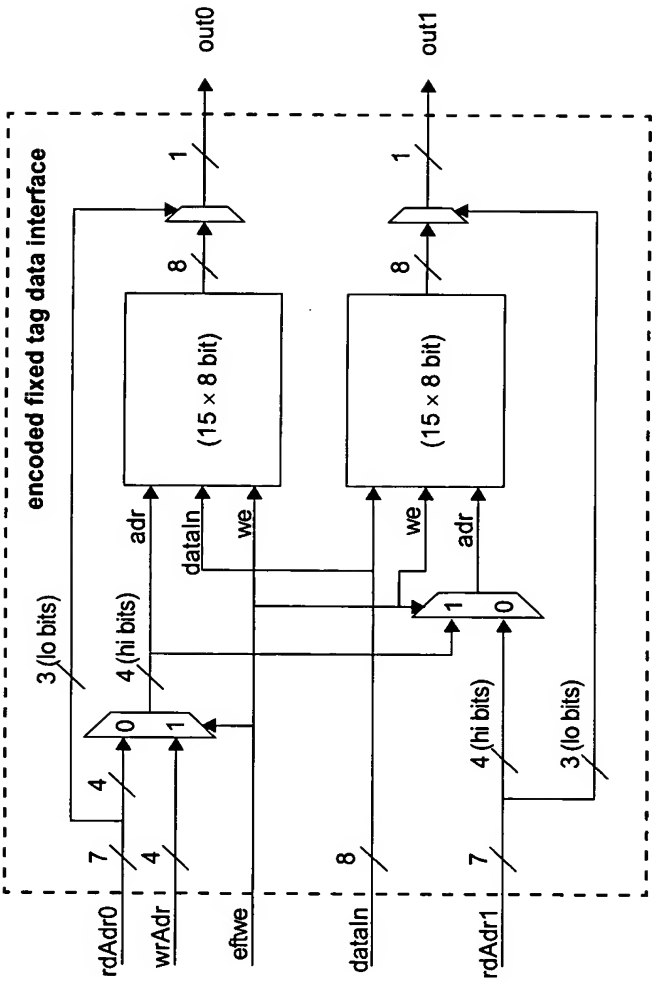 encoded fixed tag data interface
rdAdr0
7
4
3 (lo bits)
wrAdr
4
0
1
4 (hi bits)
adr
dataIn
we
(15 × 8 bit)
8
1
out0
eftwe
dataIn
8
rdAdr1
7
4 (hi bits)
3 (lo bits)
1
0
we
adr
(15 × 8 bit)
8
1
out1